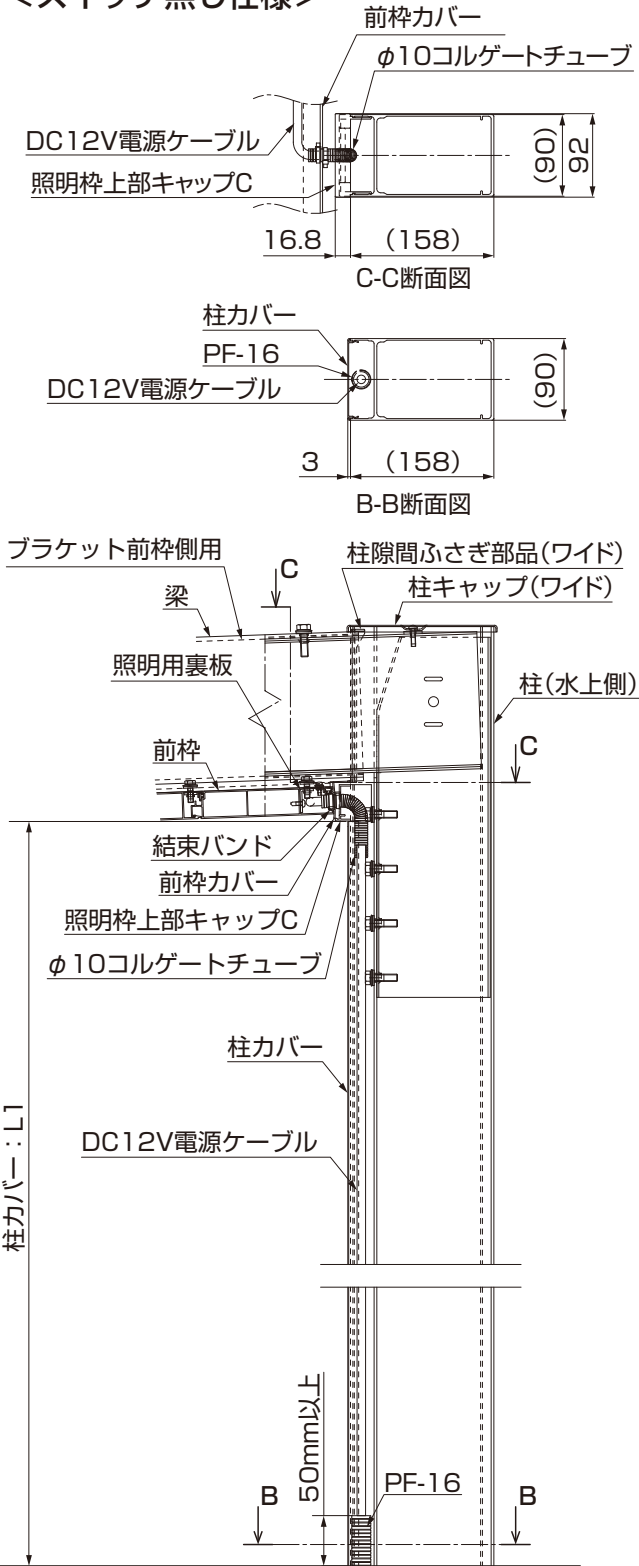 <スイッチ無し仕様>
前枠カバー
φ10コルゲートチューブ
DC12V電源ケーブル
照明枠上部キャップC
(90)
92
16.8
(158)
C-C断面図
柱カバー
PF-16
DC12V電源ケーブル
(90)
3
(158)
B-B断面図
ブラケット前枠側用
柱隙間ふさぎ部品(ワイド)
C
柱キャップ(ワイド)
梁
照明用裏板
柱(水上側)
前枠
C
結束バンド
前枠カバー
照明枠上部キャップC
φ10コルゲートチューブ
柱カバー
柱カバー：L1
DC12V電源ケーブル
50mm以上
PF-16
B
B